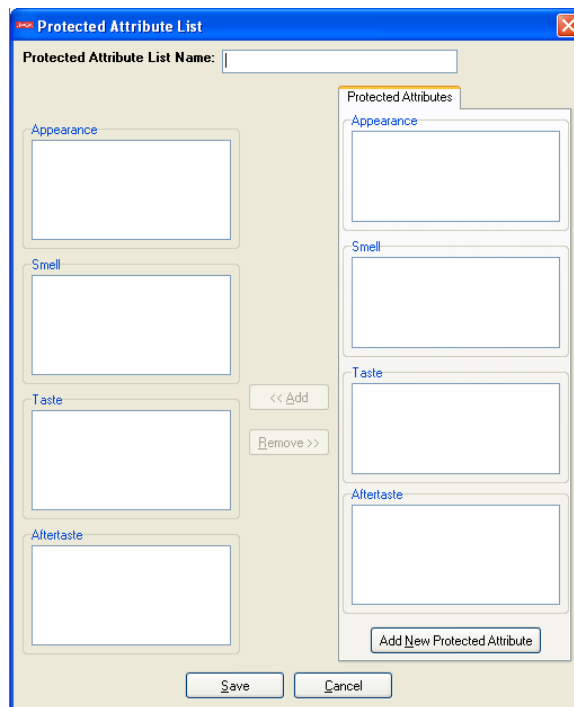 Protected Attribute List
Protected Attribute List Name:
Protected Attributes
Appearance
Smell
Taste
Aftertaste
<< Add
Remove >>
Appearance
Smell
Taste
Aftertaste
Add New Protected Attribute
Save
Cancel